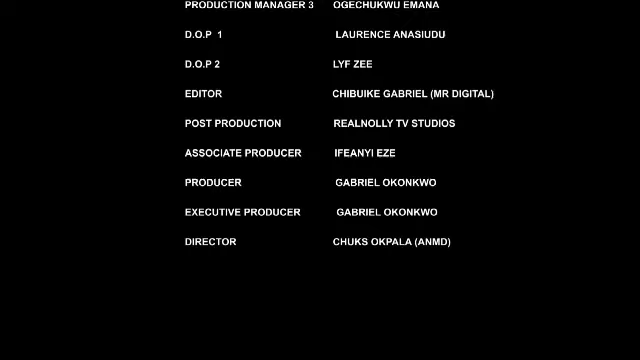 PRODUCTION MANAGER 3 OGECHUKWU EMANA
D.O.P 1 LAURENCE ANASIUDU
D.O.P 2 LYF ZEE
EDITOR CHIBUIKE GABRIEL (MR DIGITAL)
POST PRODUCTION REALNOLLY TV STUDIOS
ASSOCIATE PRODUCER IFEANYI EZE
PRODUCER GABRIEL OKONKWO
EXECUTIVE PRODUCER GABRIEL OKONKWO
DIRECTOR CHUKS OKPALA (ANMD)